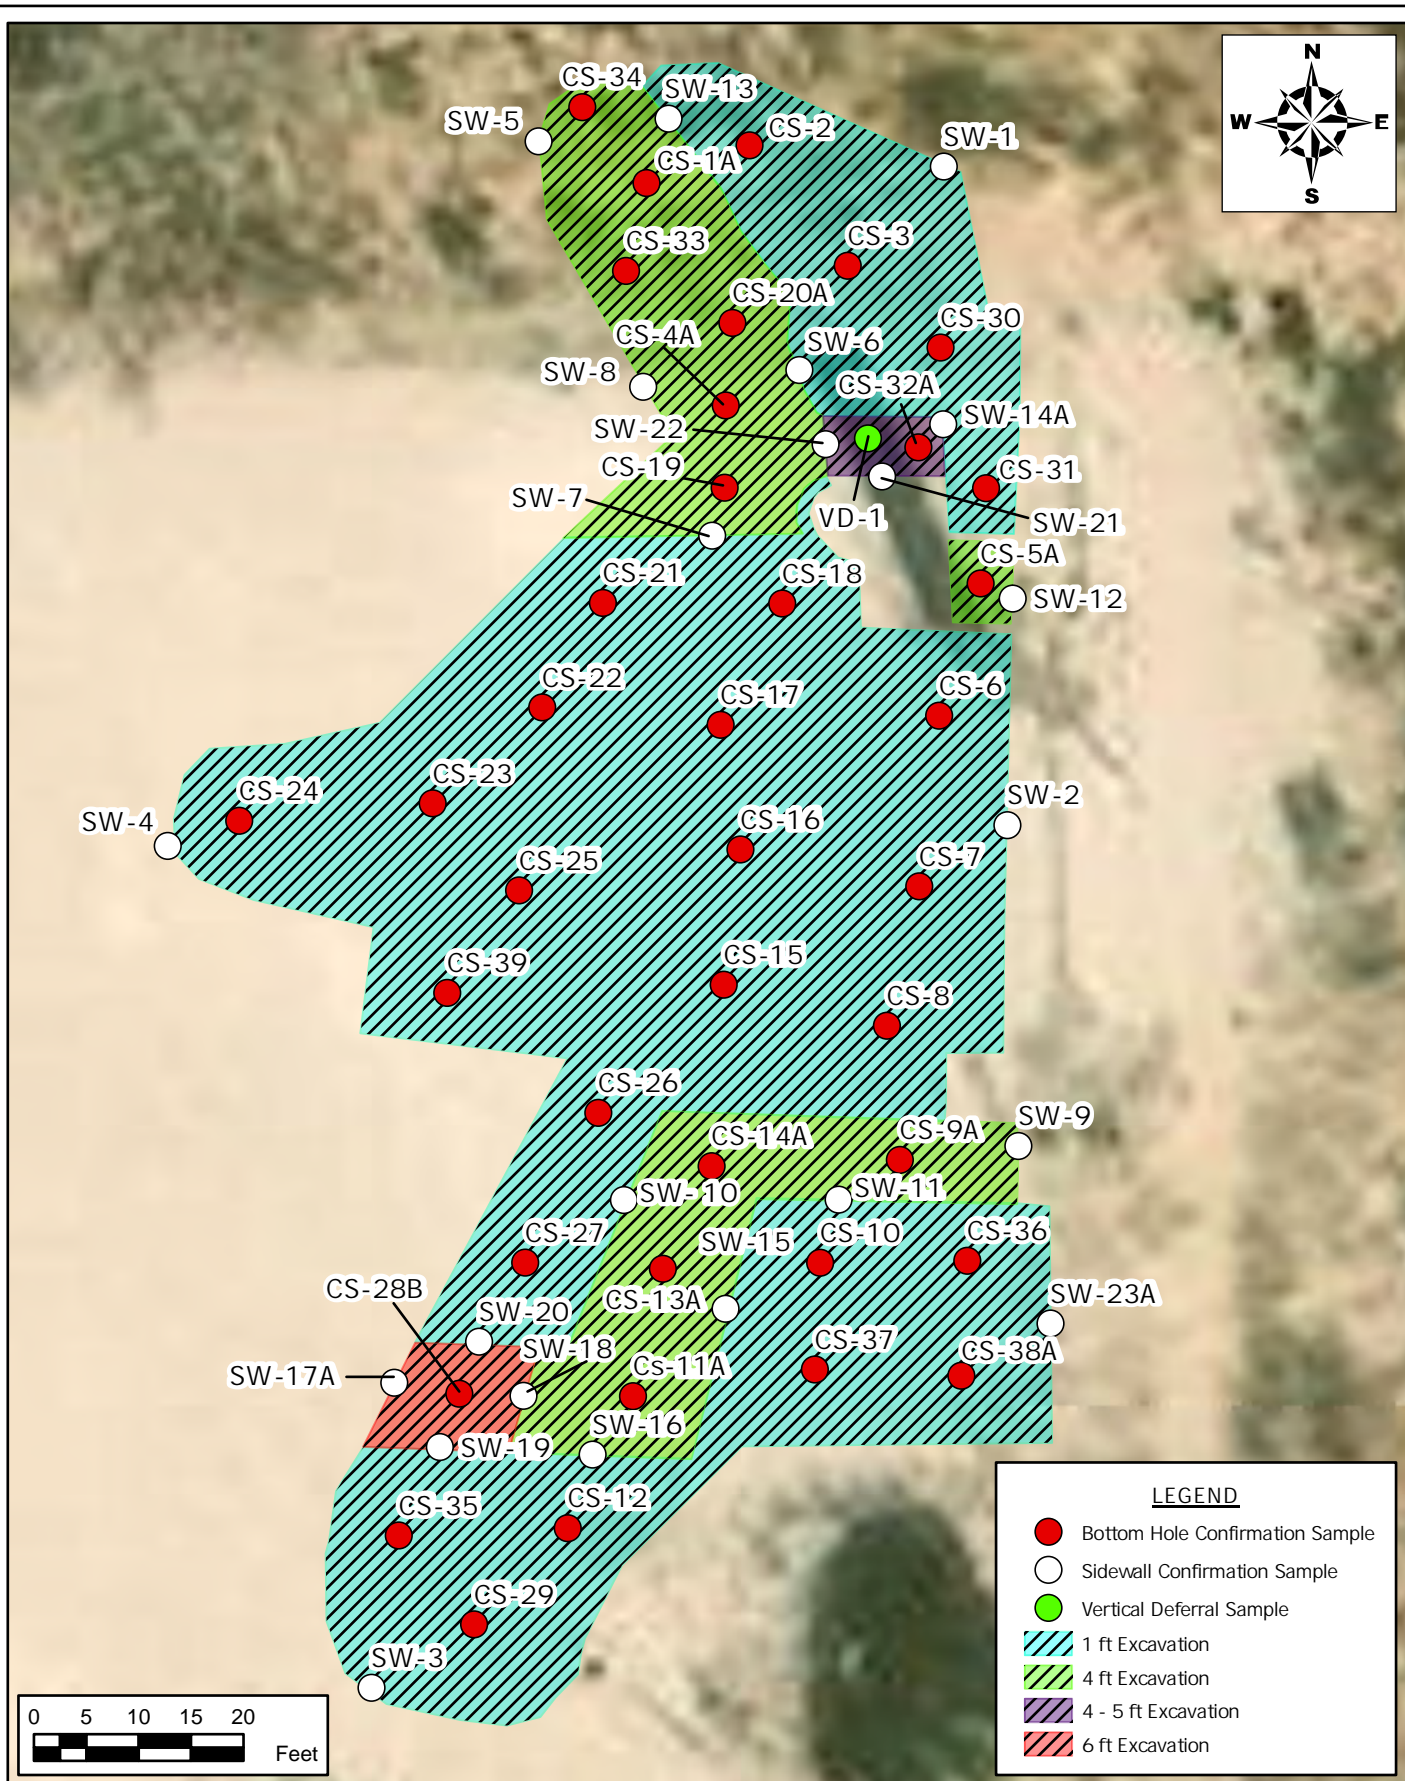 N
W
E
S
CS-34
SW-13
SW-5
CS-2
SW-1
CS-1A
CS-33
CS-3
CS-20A
CS-4A
CS-30
SW-6
SW-8
CS-32A
SW-14A
SW-22
CS-19
CS-31
SW-7
VD-1
SW-21
CS-5A
CS-21
CS-18
SW-12
CS-22
CS-17
CS-6
CS-24
CS-23
SW-2
SW-4
CS-16
CS-25
CS-7
CS-39
CS-15
CS-8
CS-26
CS-14A
CS-9A
SW-9
SW-10
SW-11
CS-27
SW-15
CS-10
CS-36
CS-28B
CS-13A
SW-20
SW-23A
SW-18
CS-37
SW-17A
Cs-11A
CS-38A
SW-16
SW-19
CS-35
CS-12
CS-29
SW-3
LEGEND
Bottom Hole Confirmation Sample
Sidewall Confirmation Sample
Vertical Deferral Sample
1 ft Excavation
4 ft Excavation
4 - 5 ft Excavation
6 ft Excavation
0 5 10 15 20
Feet